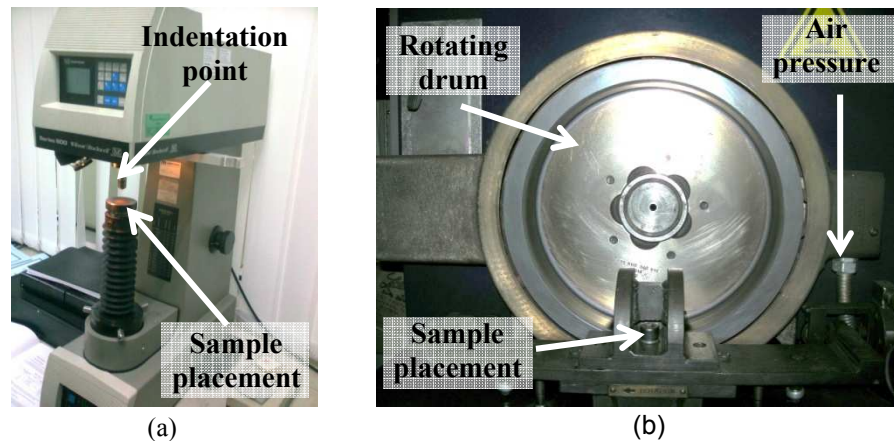 Indentation
point
Sample
placement
(a)
Rotating
drum
Air
pressure
Sample
placement
(b)